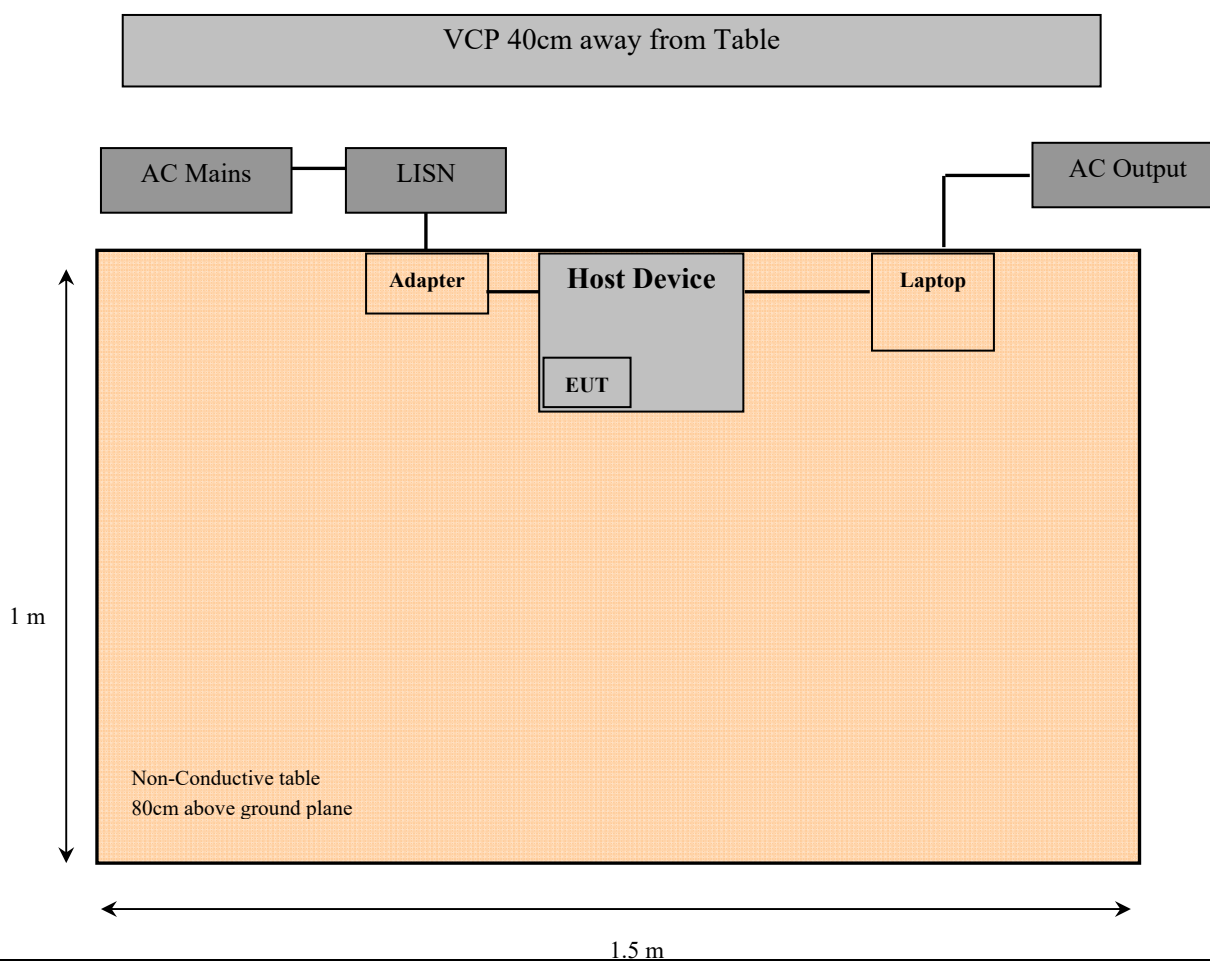 VCP 40cm away from Table
AC Mains
LISN
AC Output
Adapter
Host Device
Laptop
EUT
1 m
Non-Conductive table
80cm above ground plane
1.5 m